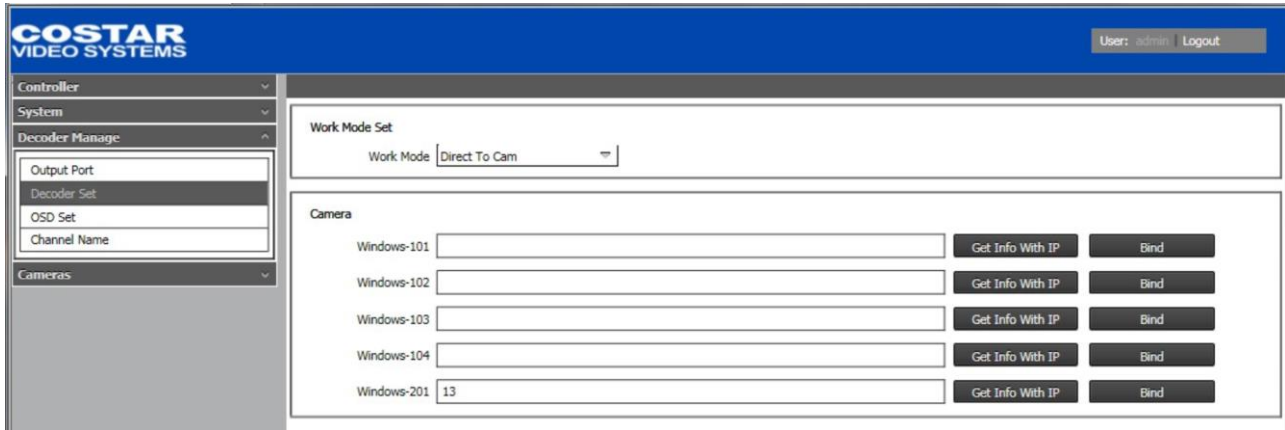 COSTAR
VIDEO SYSTEMS
User: admin | Logout
Controller
System
Decoder Manage
Output Port
Decoder Set
OSD Set
Channel Name
Cameras
Work Mode Set
Work Mode Direct To Cam
Camera
Windows-101 Get Info With IP Bind
Windows-102 Get Info With IP Bind
Windows-103 Get Info With IP Bind
Windows-104 Get Info With IP Bind
Windows-201 13 Get Info With IP Bind